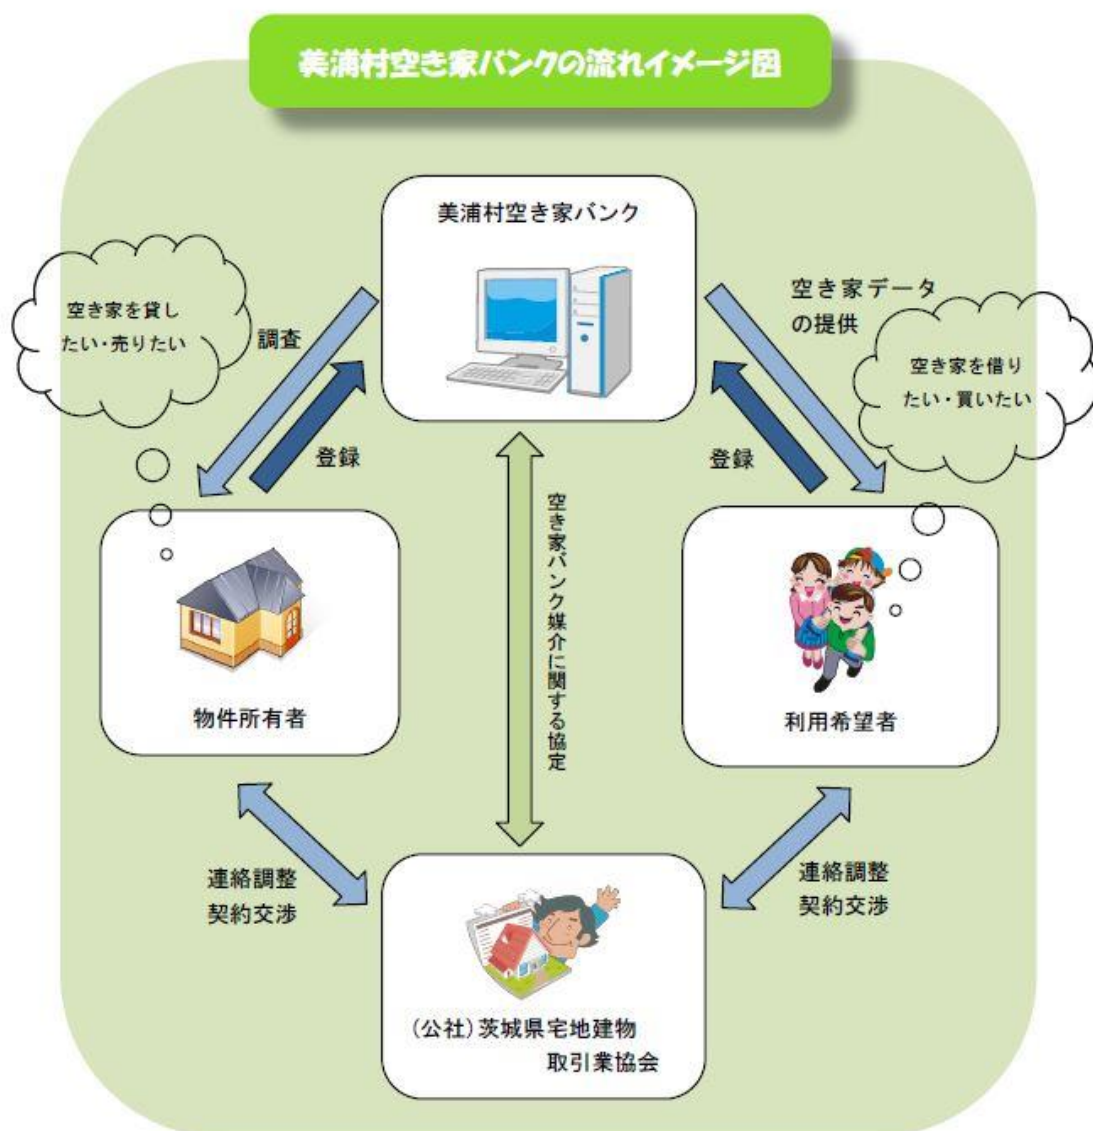 美浦村空き家バンクの流れイメージ図
美浦村空き家バンク
空き家を貸し
たい・売りたい
調査
登録
空き家データ
の提供
空き家を借り
たい・買いたい
登録
空き家バンク媒介に関する協定
物件所有者
利用希望者
連絡調整
契約交渉
連絡調整
契約交渉
（公社）茨城県宅地建物
取引業協会